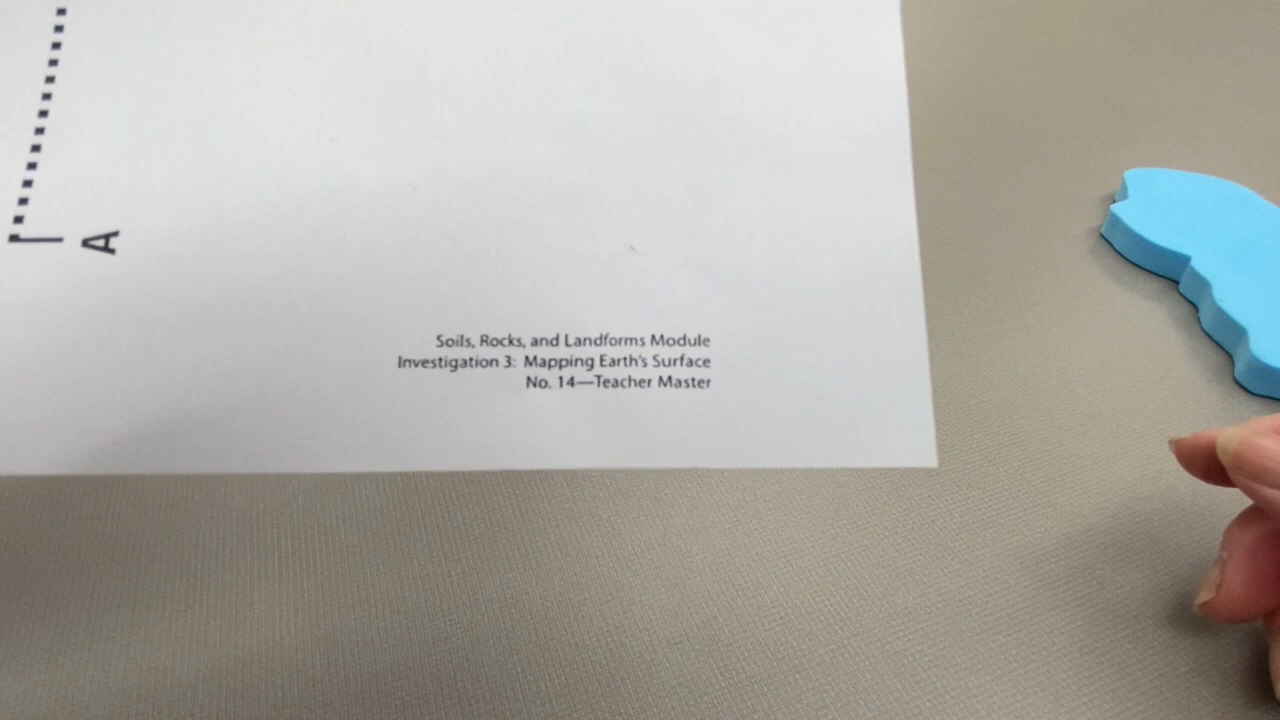 A
Soils, Rocks, and Landforms Module
Investigation 3: Mapping Earth's Surface
No. 14—Teacher Master